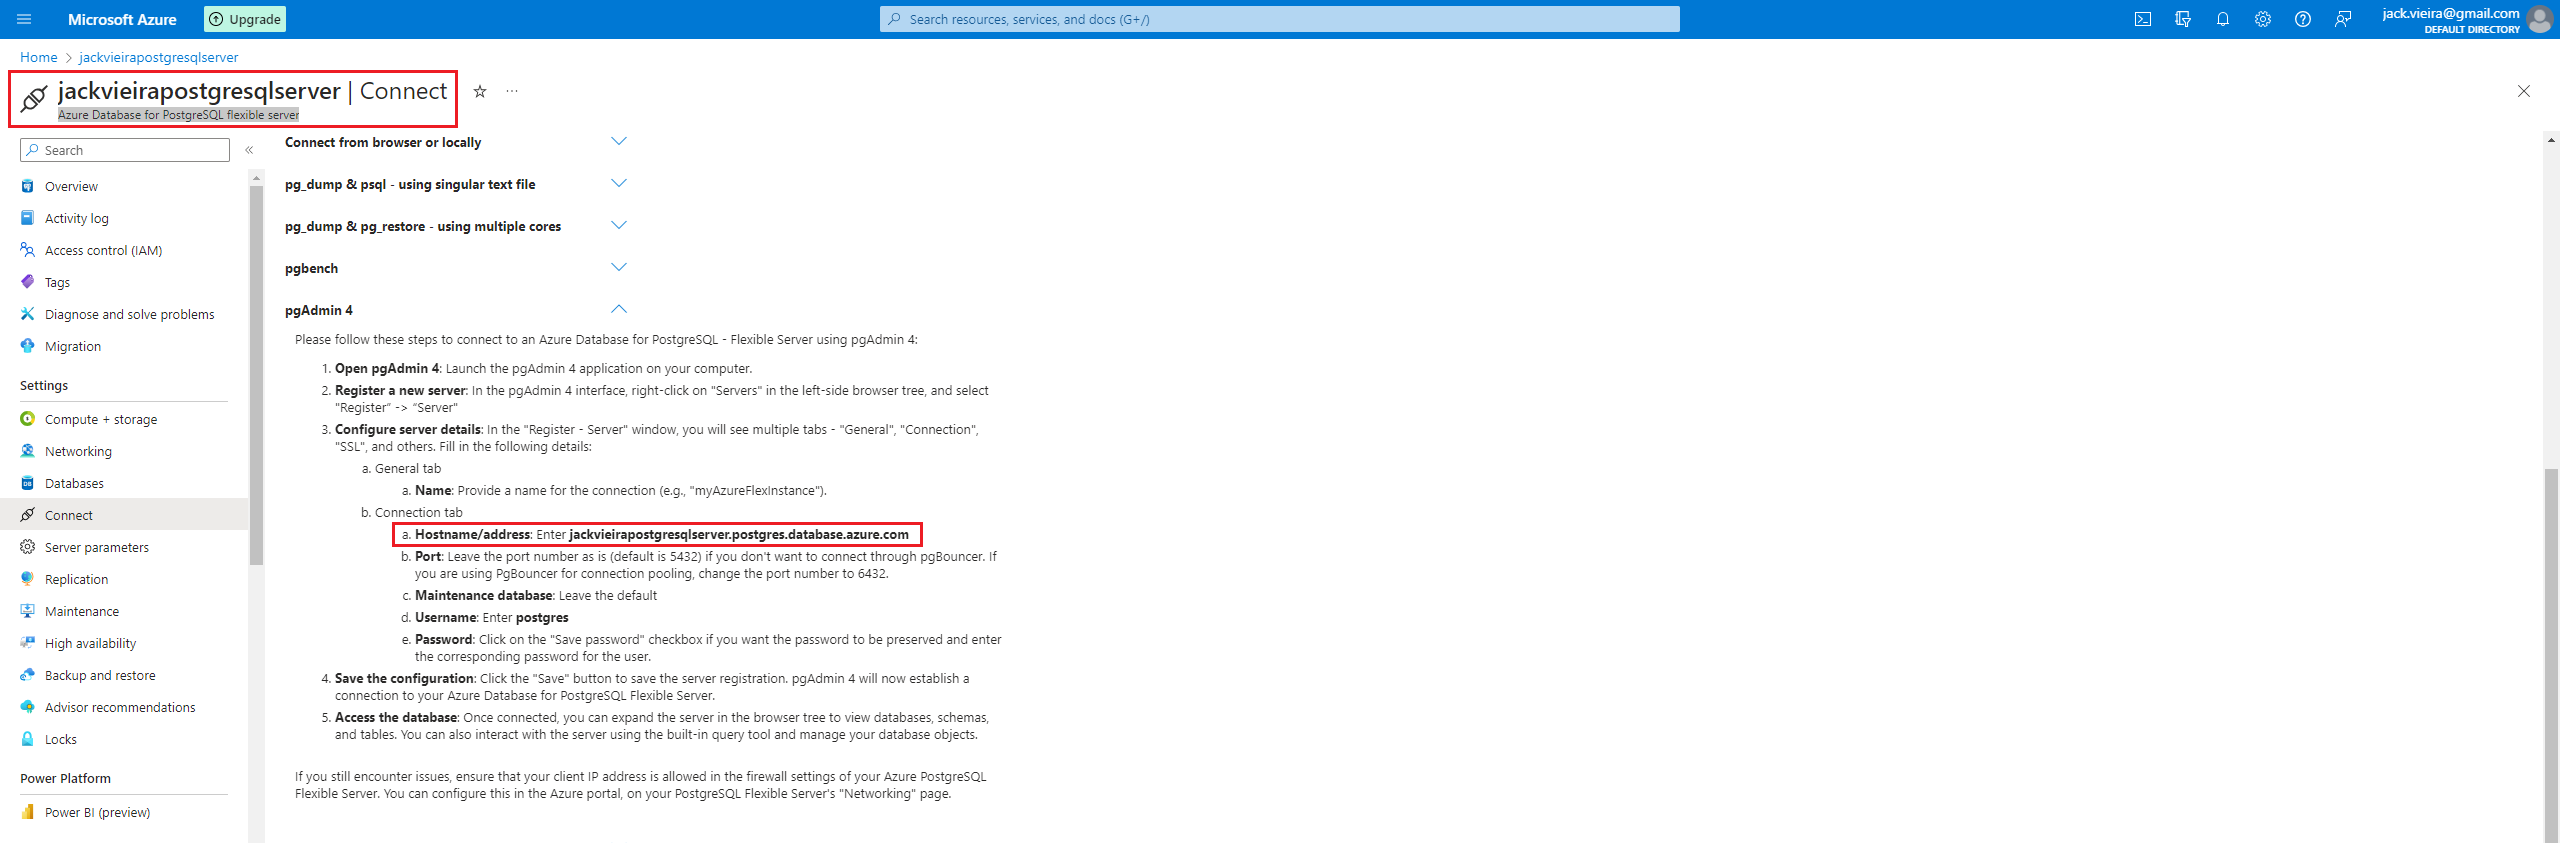 Microsoft Azure
Upgrade
Search resources, services, and docs (G+/)
jack.vieira@gmail.com
DEFAULT DIRECTORY
Home > jackvieirapostgresqlserver
jackvieirapostgresqlserver | Connect
Azure Database for PostgreSQL flexible server
Search
Overview
Activity log
Access control (IAM)
Tags
Diagnose and solve problems
Migration
Settings
Compute + storage
Networking
Databases
Connect
Server parameters
Replication
Maintenance
High availability
Backup and restore
Advisor recommendations
Locks
Power Platform
Power BI (preview)
Connect from browser or locally
pg_dump & psql - using singular text file
pg_dump & pg_restore - using multiple cores
pgbench
pgAdmin 4
Please follow these steps to connect to an Azure Database for PostgreSQL - Flexible Server using pgAdmin 4:
1. Open pgAdmin 4: Launch the pgAdmin 4 application on your computer.
2. Register a new server: In the pgAdmin 4 interface, right-click on "Servers" in the left-side browser tree, and select
"Register” -> “Server"
3. Configure server details: In the "Register - Server" window, you will see multiple tabs - "General", "Connection",
"SSL", and others. Fill in the following details:
a. General tab
a. Name: Provide a name for the connection (e.g., "myAzureFlexInstance").
b. Connection tab
a. Hostname/address: Enter jackvieirapostgresqlserver.postgres.database.azure.com
b. Port: Leave the port number as is (default is 5432) if you don't want to connect through pgBouncer. If
you are using PgBouncer for connection pooling, change the port number to 6432.
c. Maintenance database: Leave the default
d. Username: Enter postgres
e. Password: Click on the "Save password" checkbox if you want the password to be preserved and enter
the corresponding password for the user.
4. Save the configuration: Click the "Save" button to save the server registration. pgAdmin 4 will now establish a
connection to your Azure Database for PostgreSQL Flexible Server.
5. Access the database: Once connected, you can expand the server in the browser tree to view databases, schemas,
and tables. You can also interact with the server using the built-in query tool and manage your database objects.
If you still encounter issues, ensure that your client IP address is allowed in the firewall settings of your Azure PostgreSQL
Flexible Server. You can configure this in the Azure portal, on your PostgreSQL Flexible Server's "Networking" page.